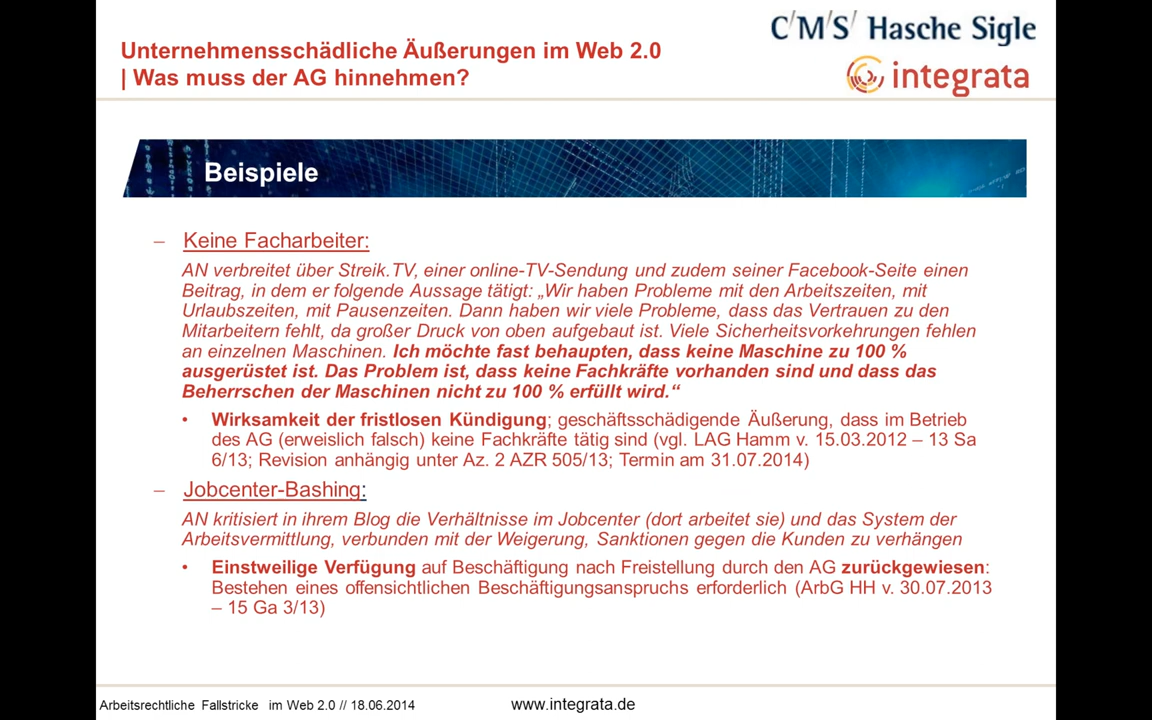 Unternehmensschädliche Äußerungen im Web 2.0
| Was muss der AG hinnehmen?
C/M/S/ Hasche Sigle
integrata
Beispiele
– Keine Facharbeiter:
AN verbreitet über Streik.TV, einer online-TV-Sendung und zudem seiner Facebook-Seite einen
Beitrag, in dem er folgende Aussage tätigt: „Wir haben Probleme mit den Arbeitszeiten, mit
Urlaubszeiten, mit Pausenzeiten. Dann haben wir viele Probleme, dass das Vertrauen zu den
Mitarbeitern fehlt, da großer Druck von oben aufgebaut ist. Viele Sicherheitsvorkehrungen fehlen
an einzelnen Maschinen. Ich möchte fast behaupten, dass keine Maschine zu 100 %
ausgerüstet ist. Das Problem ist, dass keine Fachkräfte vorhanden sind und dass das
Beherrschen der Maschinen nicht zu 100 % erfüllt wird.“
• Wirksamkeit der fristlosen Kündigung; geschäftsschädigende Äußerung, dass im Betrieb
des AG (erweislich falsch) keine Fachkräfte tätig sind (vgl. LAG Hamm v. 15.03.2012 – 13 Sa
6/13; Revision anhängig unter Az. 2 AZR 505/13; Termin am 31.07.2014)
– Jobcenter-Bashing:
AN kritisiert in ihrem Blog die Verhältnisse im Jobcenter (dort arbeitet sie) und das System der
Arbeitsvermittlung, verbunden mit der Weigerung, Sanktionen gegen die Kunden zu verhängen
• Einstweilige Verfügung auf Beschäftigung nach Freistellung durch den AG zurückgewiesen:
Bestehen eines offensichtlichen Beschäftigungsanspruchs erforderlich (ArbG HH v. 30.07.2013
– 15 Ga 3/13)
Arbeitsrechtliche Fallstricke im Web 2.0 // 18.06.2014
www.integrata.de